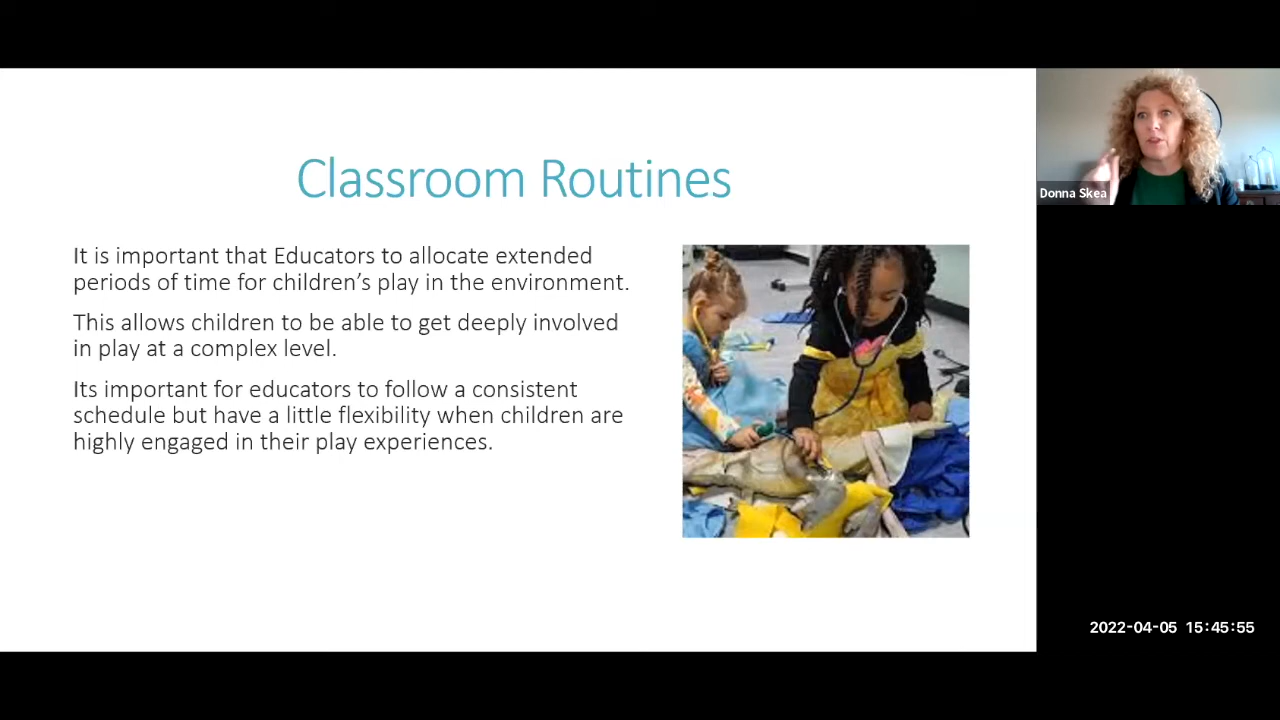 Classroom Routines
It is important that Educators to allocate extended
periods of time for children’s play in the environment.
This allows children to be able to get deeply involved
in play at a complex level.
Its important for educators to follow a consistent
schedule but have a little flexibility when children are
highly engaged in their play experiences.
Donna Skea
2022-04-05 15:45:55